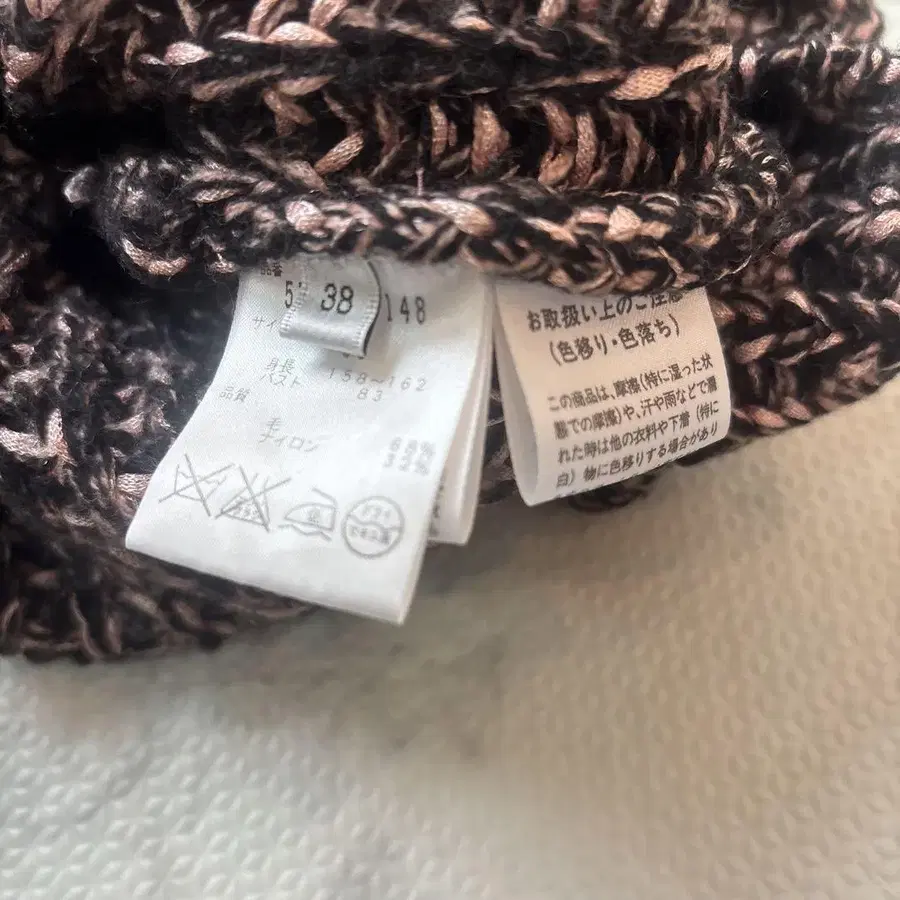 品番
38
148
サイ
身長 158~162
バスト 83
品質
毛 68%
ナイロン 32%
お取扱い上のご注意
(色移り・色落ち)
この商品は、摩擦(特に湿った状
態での摩擦)や、汗や雨などで濡
れた時は他の衣料や下着(特に
白)物に色移りする場合があり